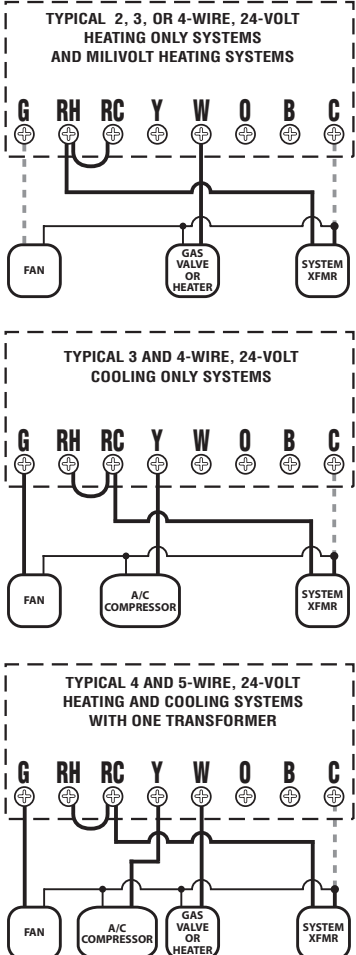 TYPICAL 2, 3, OR 4-WIRE, 24-VOLT
HEATING ONLY SYSTEMS
AND MILIVOLT HEATING SYSTEMS
G RH RC Y W O B C
FAN
GAS
VALVE
OR
HEATER
SYSTEM
XFMR
TYPICAL 3 AND 4-WIRE, 24-VOLT
COOLING ONLY SYSTEMS
G RH RC Y W O B C
FAN
A/C
COMPRESSOR
SYSTEM
XFMR
TYPICAL 4 AND 5-WIRE, 24-VOLT
HEATING AND COOLING SYSTEMS
WITH ONE TRANSFORMER
G RH RC Y W O B C
FAN
A/C
COMPRESSOR
GAS
VALVE
OR
HEATER
SYSTEM
XFMR